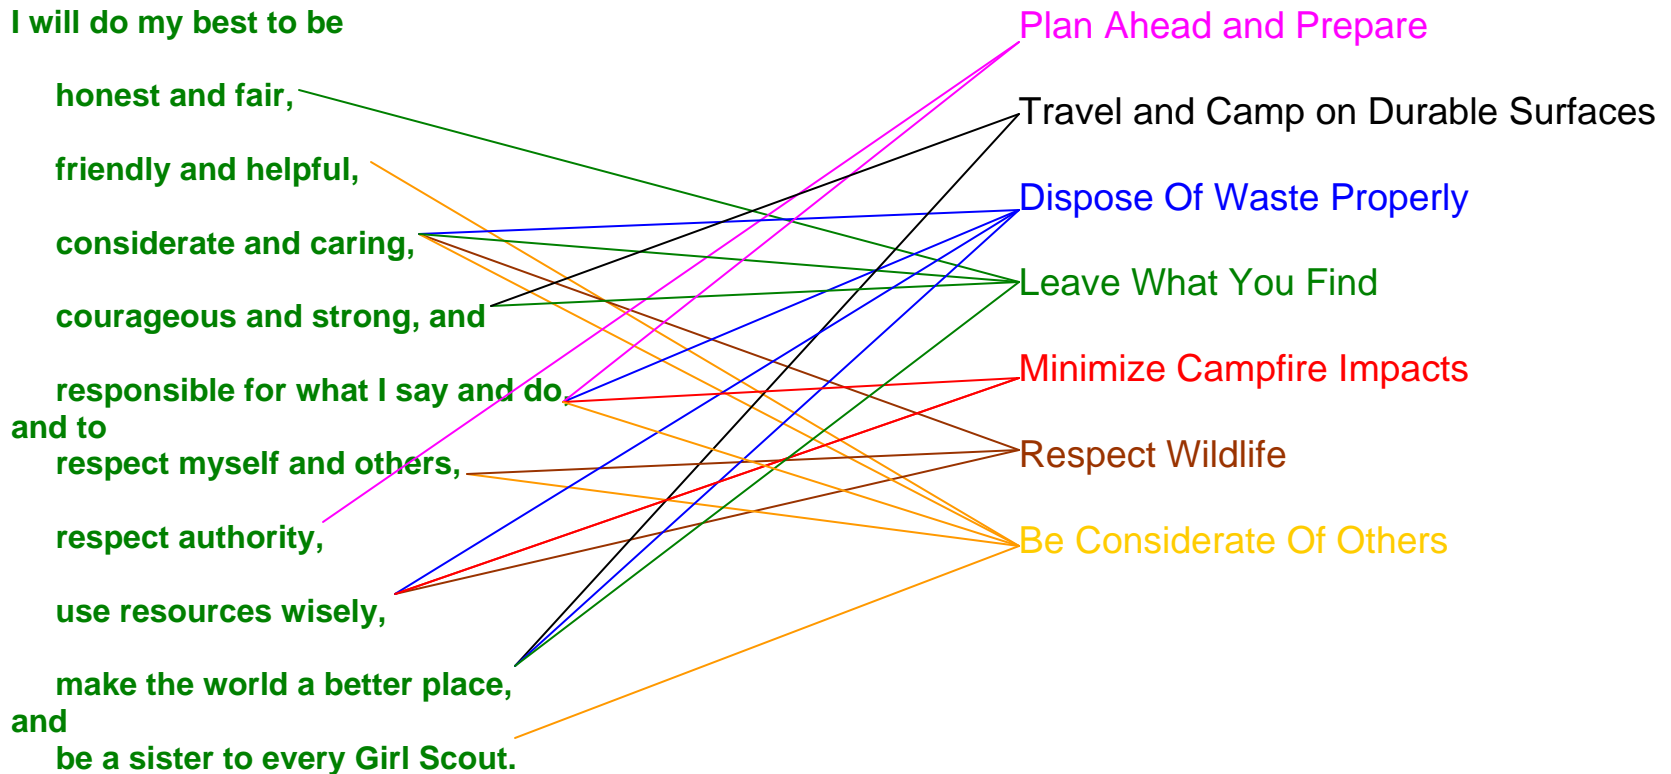 I will do my best to be
honest and fair,
friendly and helpful,
considerate and caring,
courageous and strong, and
responsible for what I say and do,
and to
respect myself and others,
respect authority,
use resources wisely,
make the world a better place,
and
be a sister to every Girl Scout.
Plan Ahead and Prepare
Travel and Camp on Durable Surfaces
Dispose Of Waste Properly
Leave What You Find
Minimize Campfire Impacts
Respect Wildlife
Be Considerate Of Others